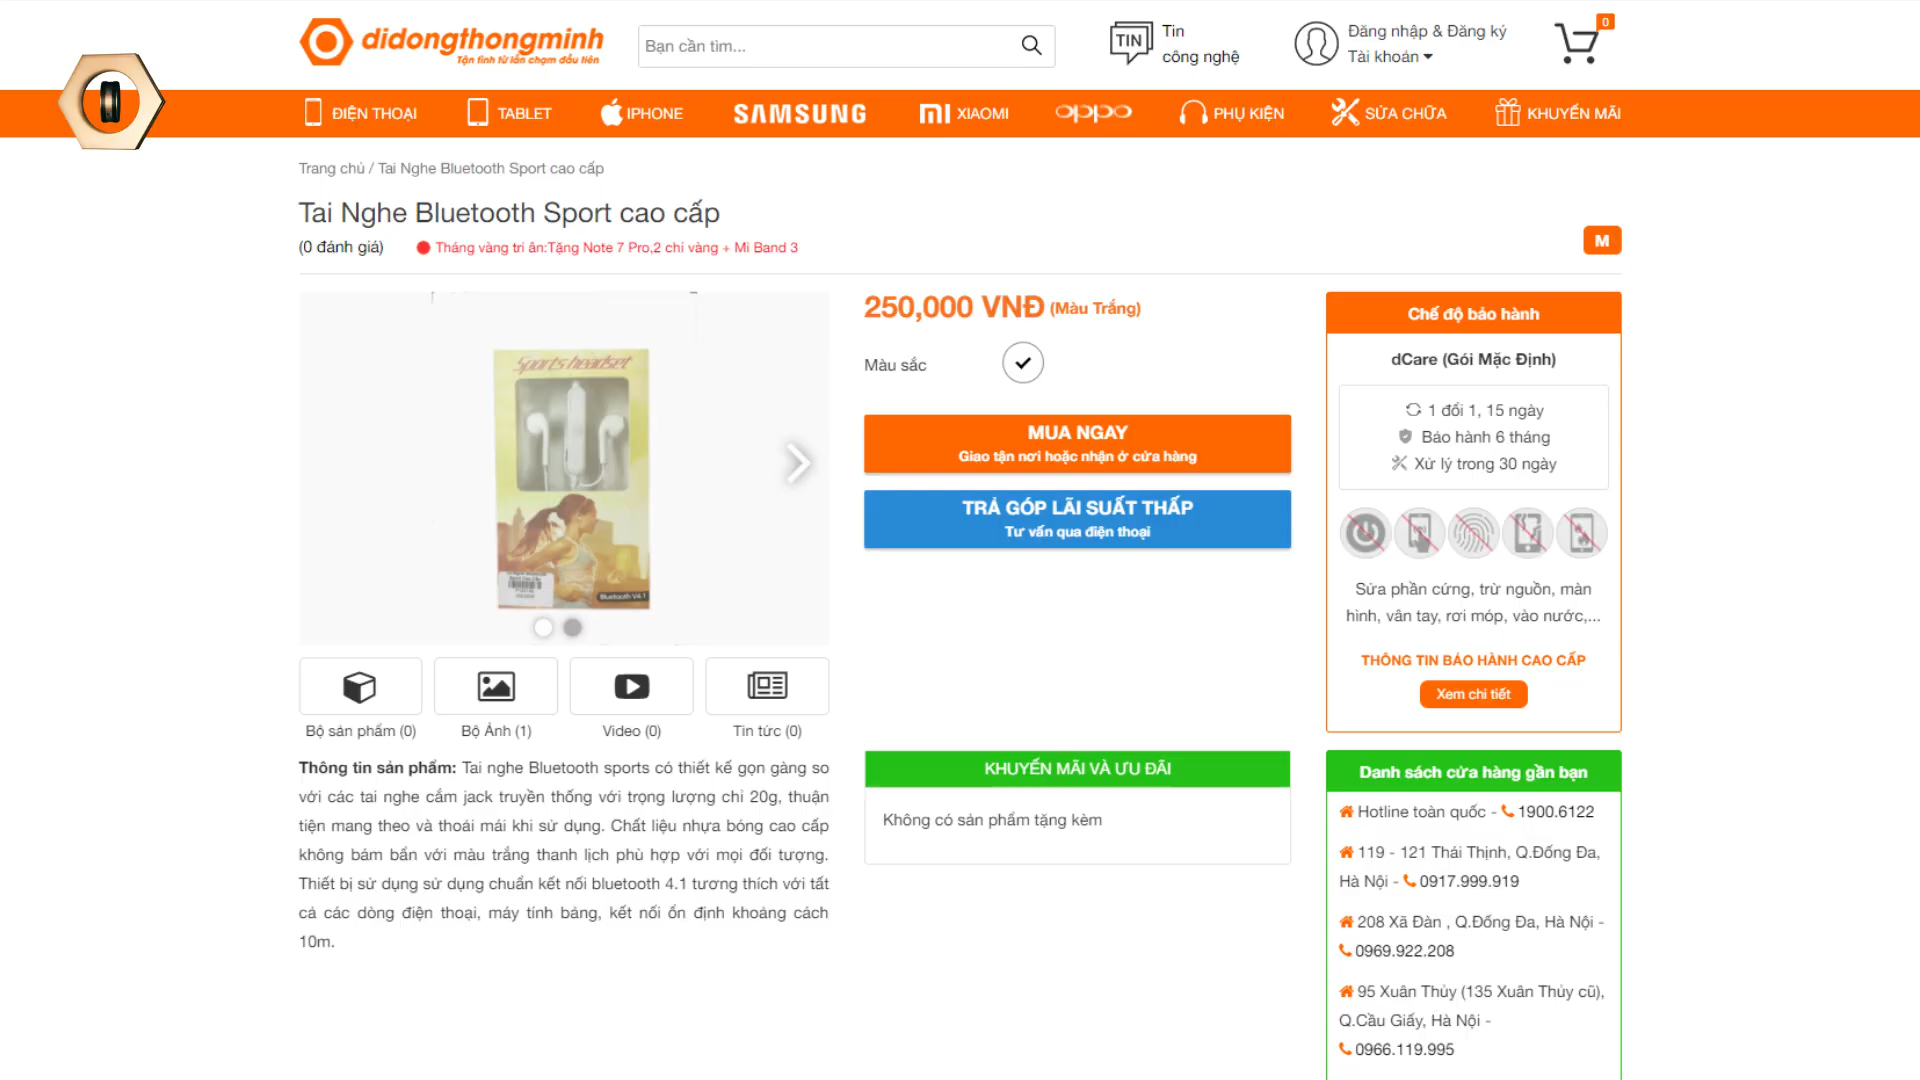 didongthongminh
Tận tình từ lần chạm đầu tiên
Bạn cần tìm...
TIN
Tin
công nghệ
Đăng nhập & Đăng ký
Tài khoản
0
ĐIỆN THOẠI
TABLET
IPHONE
SAMSUNG
MI XIAOMI
oppo
PHỤ KIỆN
SỬA CHỮA
KHUYẾN MÃI
Trang chủ / Tai Nghe Bluetooth Sport cao cấp
Tai Nghe Bluetooth Sport cao cấp
(0 đánh giá)
Tháng vàng tri ân:Tặng Note 7 Pro,2 chỉ vàng + Mi Band 3
M
Sports headset
Bluetooth V4.1
250,000 VNĐ (Màu Trắng)
Màu sắc
MUA NGAY
Giao tận nơi hoặc nhận ở cửa hàng
TRẢ GÓP LÃI SUẤT THẤP
Tư vấn qua điện thoại
Chế độ bảo hành
dCare (Gói Mặc Định)
1 đổi 1, 15 ngày
Bảo hành 6 tháng
Xử lý trong 30 ngày
Sửa phần cứng, trừ nguồn, màn
hình, vân tay, rơi móp, vào nước,...
THÔNG TIN BẢO HÀNH CAO CẤP
Xem chi tiết
Bộ sản phẩm (0)
Bộ Ảnh (1)
Video (0)
Tin tức (0)
Thông tin sản phẩm: Tai nghe Bluetooth sports có thiết kế gọn gàng so
với các tai nghe cắm jack truyền thống với trọng lượng chỉ 20g, thuận
tiện mang theo và thoải mái khi sử dụng. Chất liệu nhựa bóng cao cấp
không bám bẩn với màu trắng thanh lịch phù hợp với mọi đối tượng.
Thiết bị sử dụng sử dụng chuẩn kết nối bluetooth 4.1 tương thích với tất
cả các dòng điện thoại, máy tính bảng, kết nối ổn định khoảng cách
10m.
KHUYẾN MÃI VÀ ƯU ĐÃI
Không có sản phẩm tặng kèm
Danh sách cửa hàng gần bạn
Hotline toàn quốc - 1900.6122
119 - 121 Thái Thịnh, Q.Đống Đa,
Hà Nội - 0917.999.919
208 Xã Đàn , Q.Đống Đa, Hà Nội -
0969.922.208
95 Xuân Thủy (135 Xuân Thủy cũ),
Q.Cầu Giấy, Hà Nội -
0966.119.995